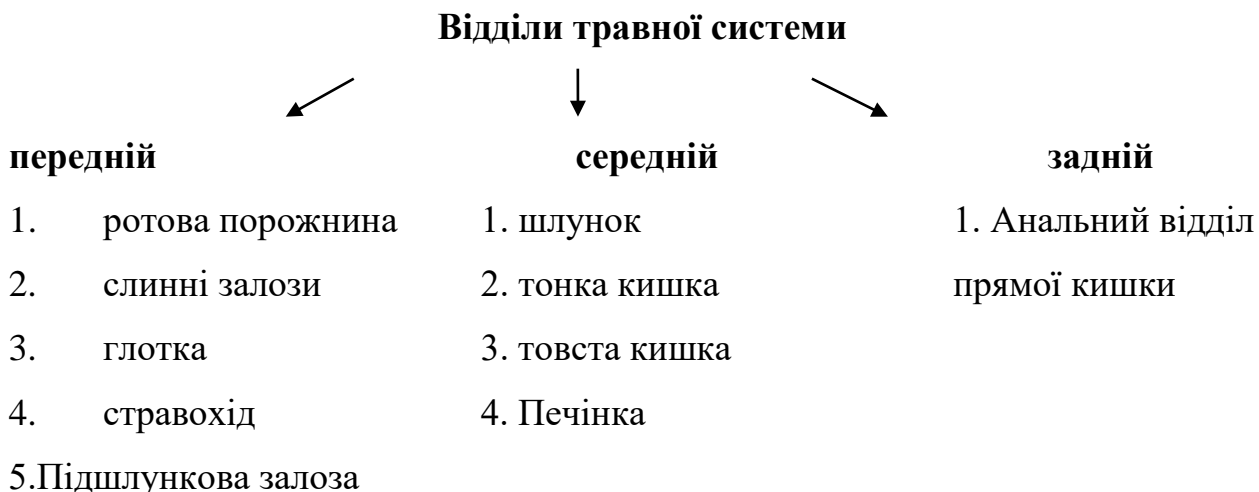 Відділи травної системи
передній середній задній
1. ротова порожнина 1. шлунок 1. Анальний відділ
2. слинні залози 2. тонка кишка прямої кишки
3. глотка 3. товста кишка
4. стравохід 4. Печінка
5.Підшлункова залоза